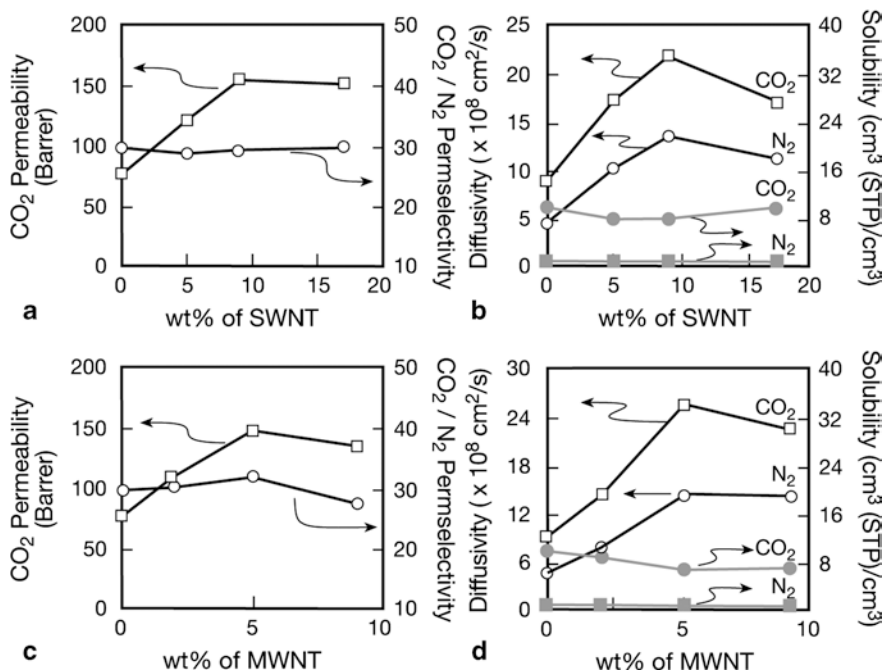 200
150
100
50
0
CO2 Permeability
(Barrer)
50
40
30
20
10
CO2 / N2 Permselectivity
0
5
10
15
20
a
wt% of SWNT
25
20
15
10
5
0
Diffusivity ( x 10⁸ cm²/s)
CO2
N2
CO2
N2
40
32
24
16
8
0
Solubility (cm³ (STP)/cm³)
0
5
10
15
20
b
wt% of SWNT
200
150
100
50
0
CO2 Permeability
(Barrer)
50
40
30
20
10
CO2 / N2 Permselectivity
0
5
10
c
wt% of MWNT
30
24
18
12
6
0
Diffusivity ( x 10⁸ cm²/s)
CO2
N2
CO2
N2
40
32
24
16
8
0
Solubility (cm³ (STP)/cm³)
0
5
10
d
wt% of MWNT